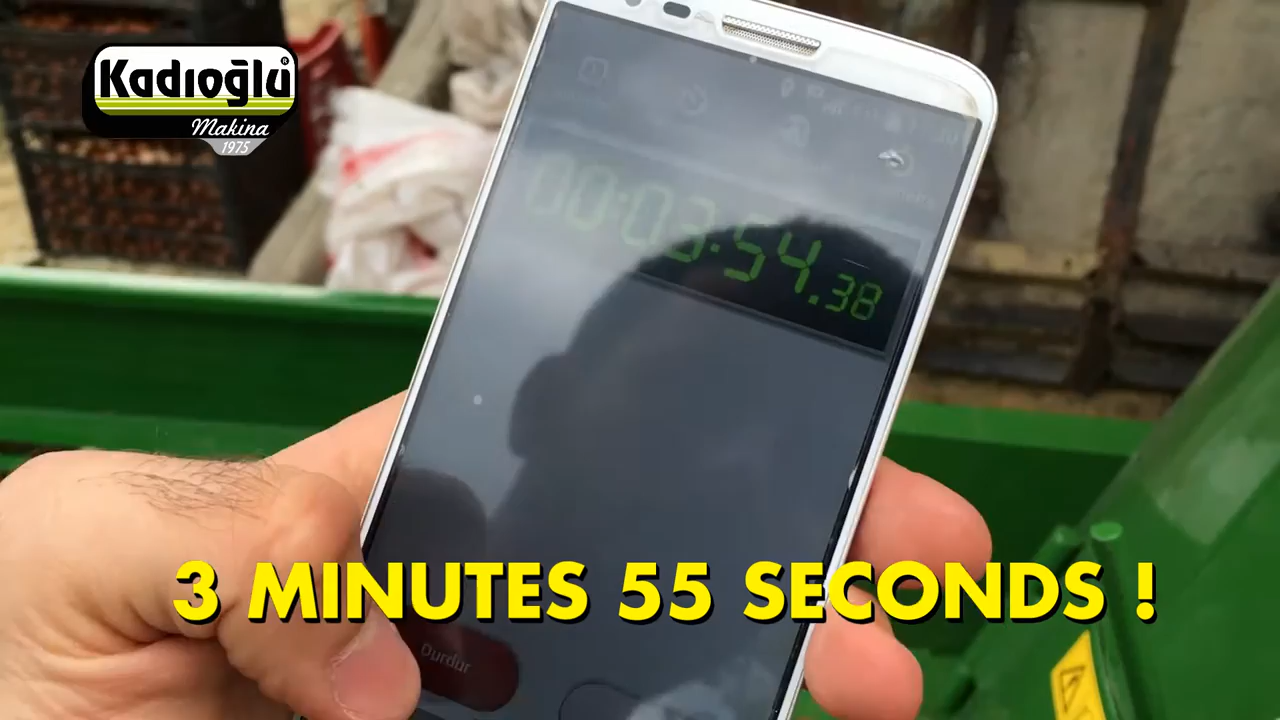 Kadıoğlu®
Makina
1975
00:03:54.38
3 MINUTES 55 SECONDS !
Durdur